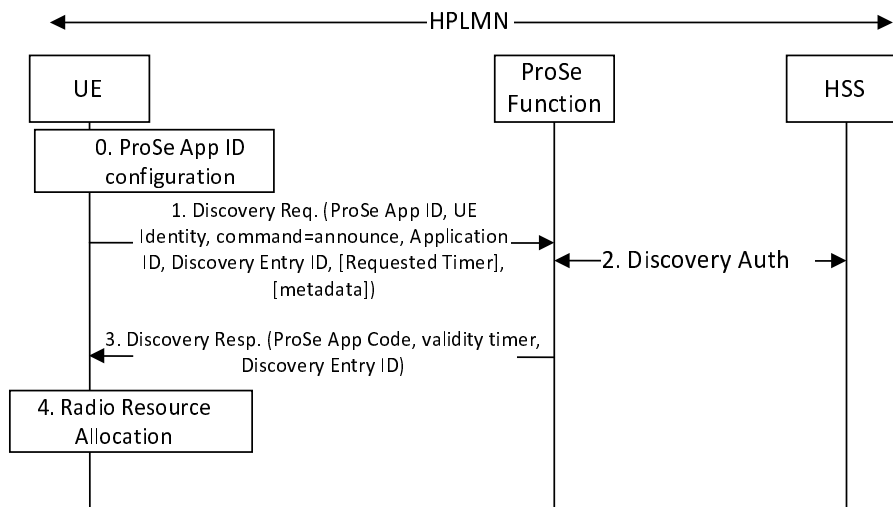 HPLMN
UE
ProSe
Function
HSS
0. ProSe App ID
configuration
1. Discovery Req. (ProSe App ID, UE
Identity, command=announce, Application
ID, Discovery Entry ID, [Requested Timer],
[metadata])
2. Discovery Auth
3. Discovery Resp. (ProSe App Code, validity timer,
Discovery Entry ID)
4. Radio Resource
Allocation